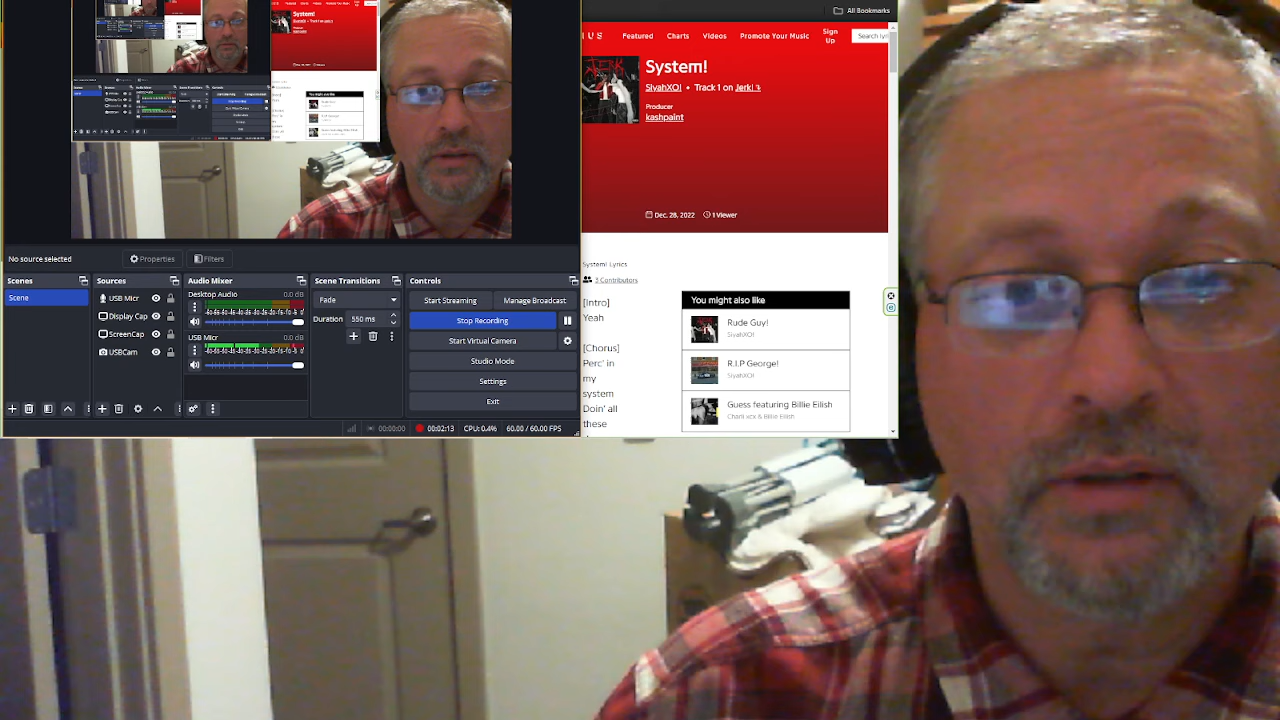 All Bookmarks
I U S
Featured
Charts
Videos
Promote Your Music
Sign
Up
Search lyri
System!
SiyahXO! • Track 1 on Jerk!
Producer
kashpaint
Dec. 28, 2022
1 Viewer
System! Lyrics
3 Contributors
[Intro]
Yeah
[Chorus]
Perc' in
my
system
Doin' all
these
You might also like
Rude Guy!
SiyahXO!
R.I.P George!
SiyahXO!
Guess featuring Billie Eilish
Charli xcx & Billie Eilish
No source selected
Properties
Filters
Scenes
Scene
Sources
USB Micr
Display Cap
ScreenCap
USBCam
Audio Mixer
Desktop Audio
0.0 dB
USB Micr
0.0 dB
Scene Transitions
Fade
Duration
550 ms
Controls
Start Streaming
Manage Broadcast
Stop Recording
Start Virtual Camera
Studio Mode
Settings
Exit
00:00:00
00:02:13
CPU: 0.4%
60.00 / 60.00 FPS